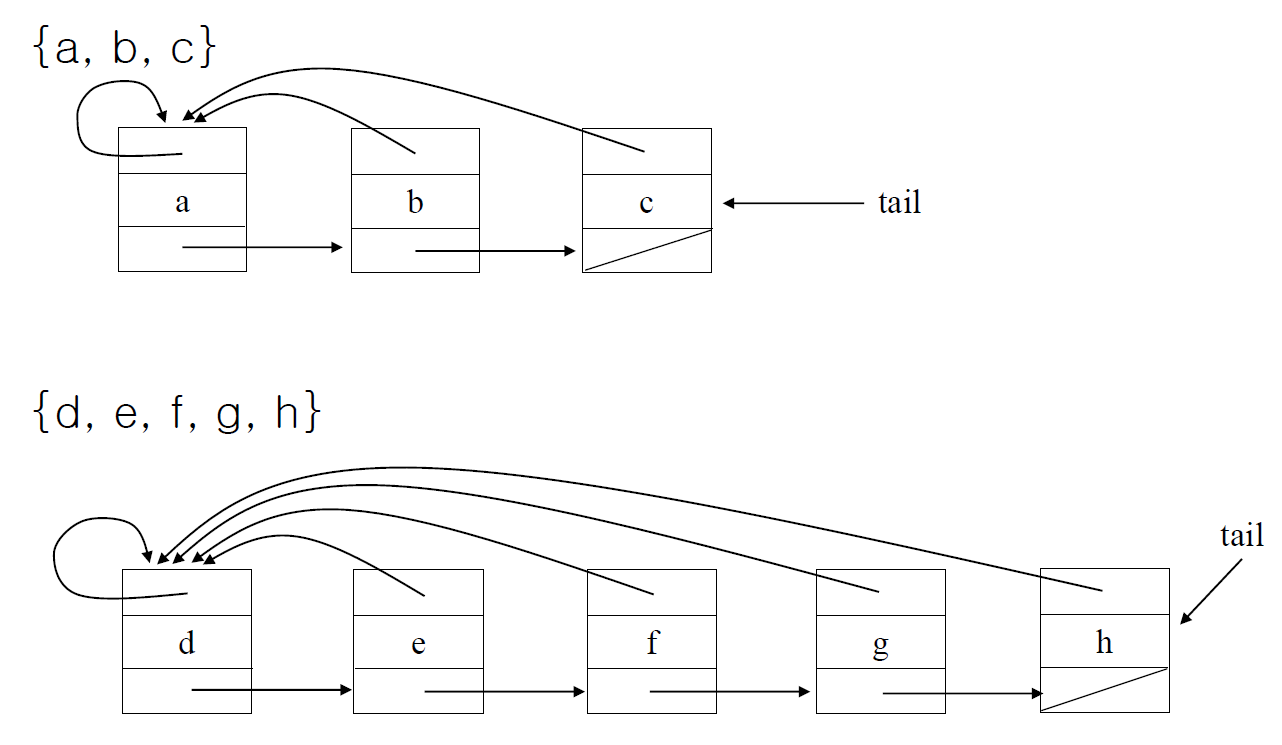 {a, b, c}
a
b
c
tail
{d, e, f, g, h}
tail
d
e
f
g
h